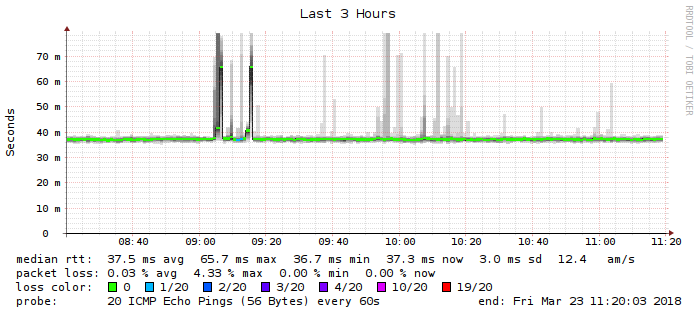 Last 3 Hours
RRDTOOL / TOBI OETIKER
Seconds
70 m
60 m
50 m
40 m
30 m
20 m
10 m
0
08:40 09:00 09:20 09:40 10:00 10:20 10:40 11:00 11:20
median rtt: 37.5 ms avg 65.7 ms max 36.7 ms min 37.3 ms now 3.0 ms sd 12.4 am/s
packet loss: 0.03 % avg 4.33 % max 0.00 % min 0.00 % now
loss color: 0 1/20 2/20 3/20 4/20 10/20 19/20
probe: 20 ICMP Echo Pings (56 Bytes) every 60s end: Fri Mar 23 11:20:03 2018